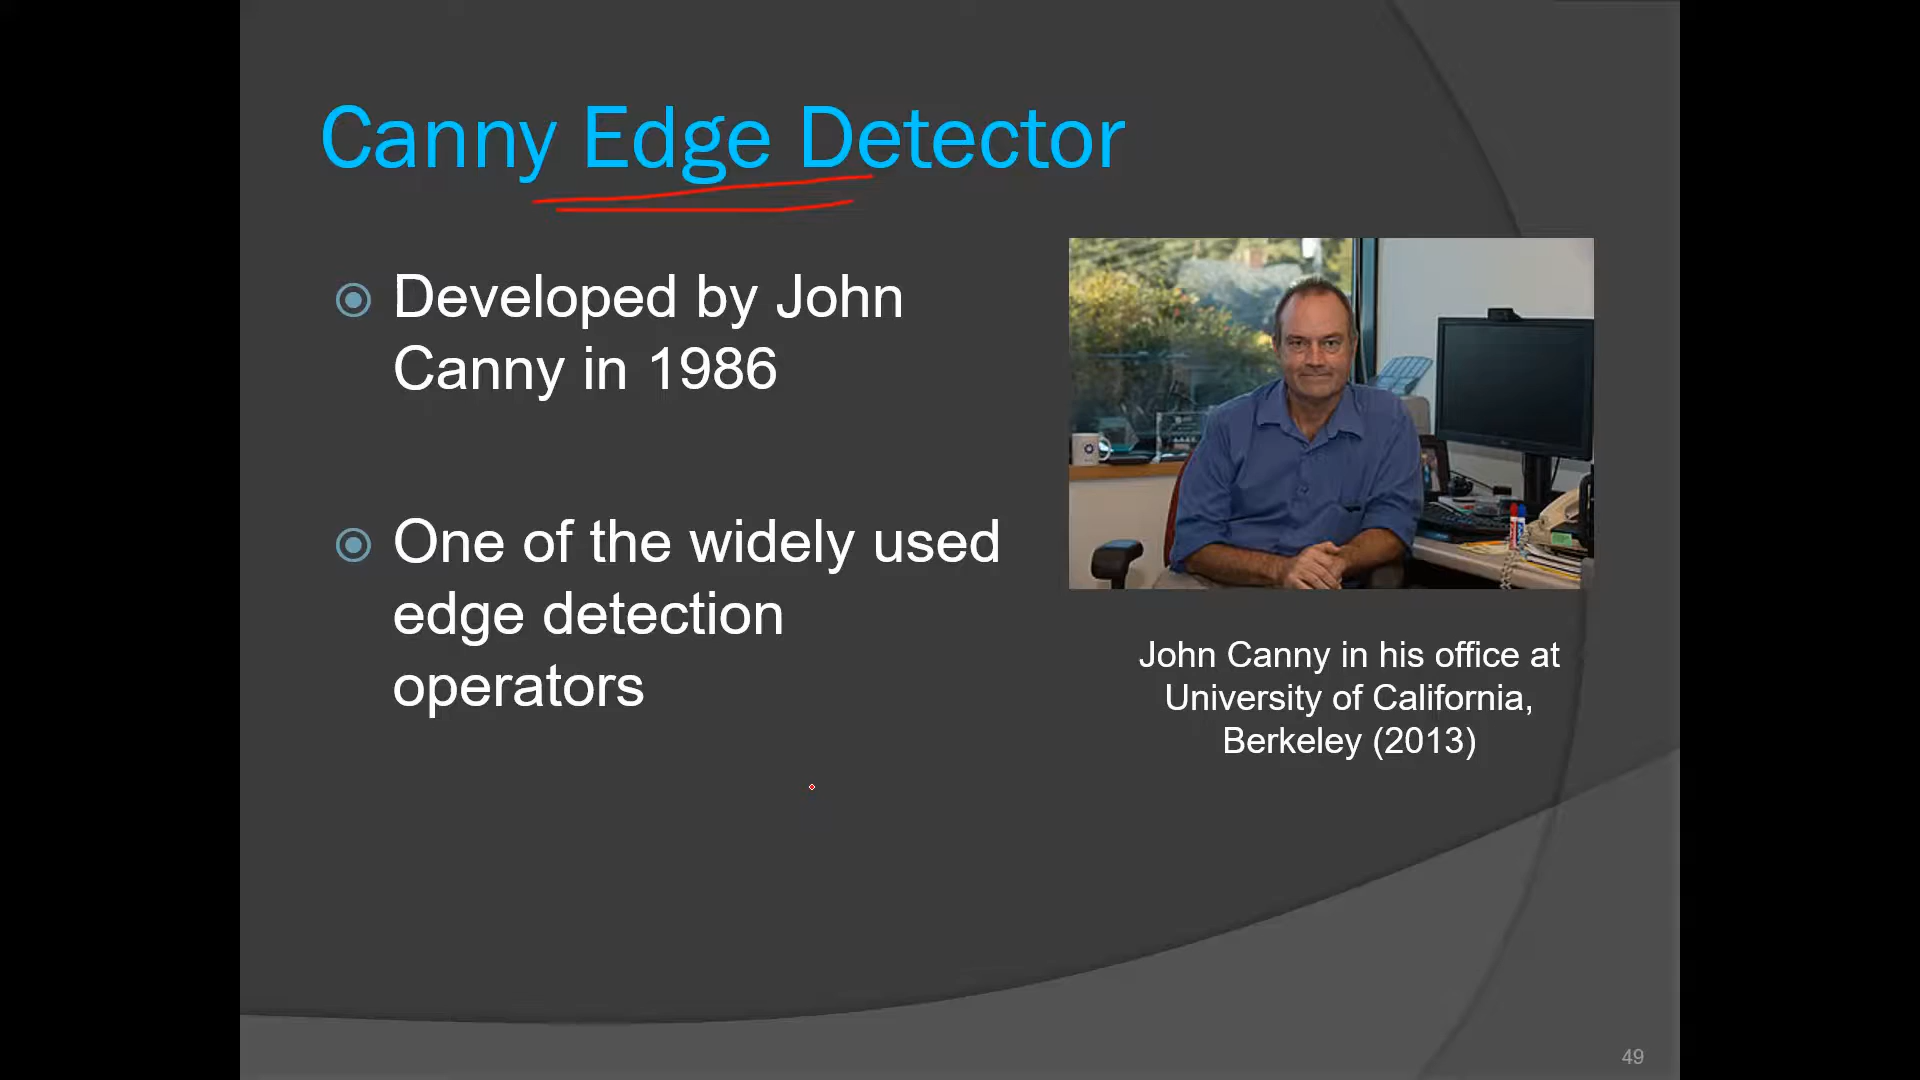 Canny Edge Detector
Developed by John
Canny in 1986
One of the widely used
edge detection
operators
John Canny in his office at
University of California,
Berkeley (2013)
49